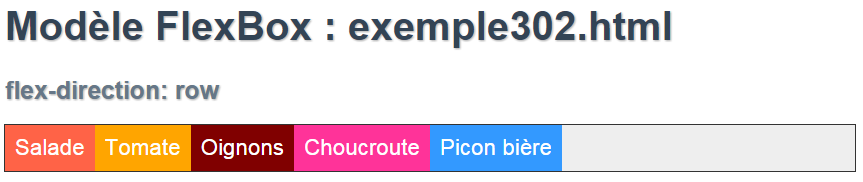 Modèle FlexBox : exemple302.html
flex-direction: row
Salade Tomate Oignons Choucroute Picon bière